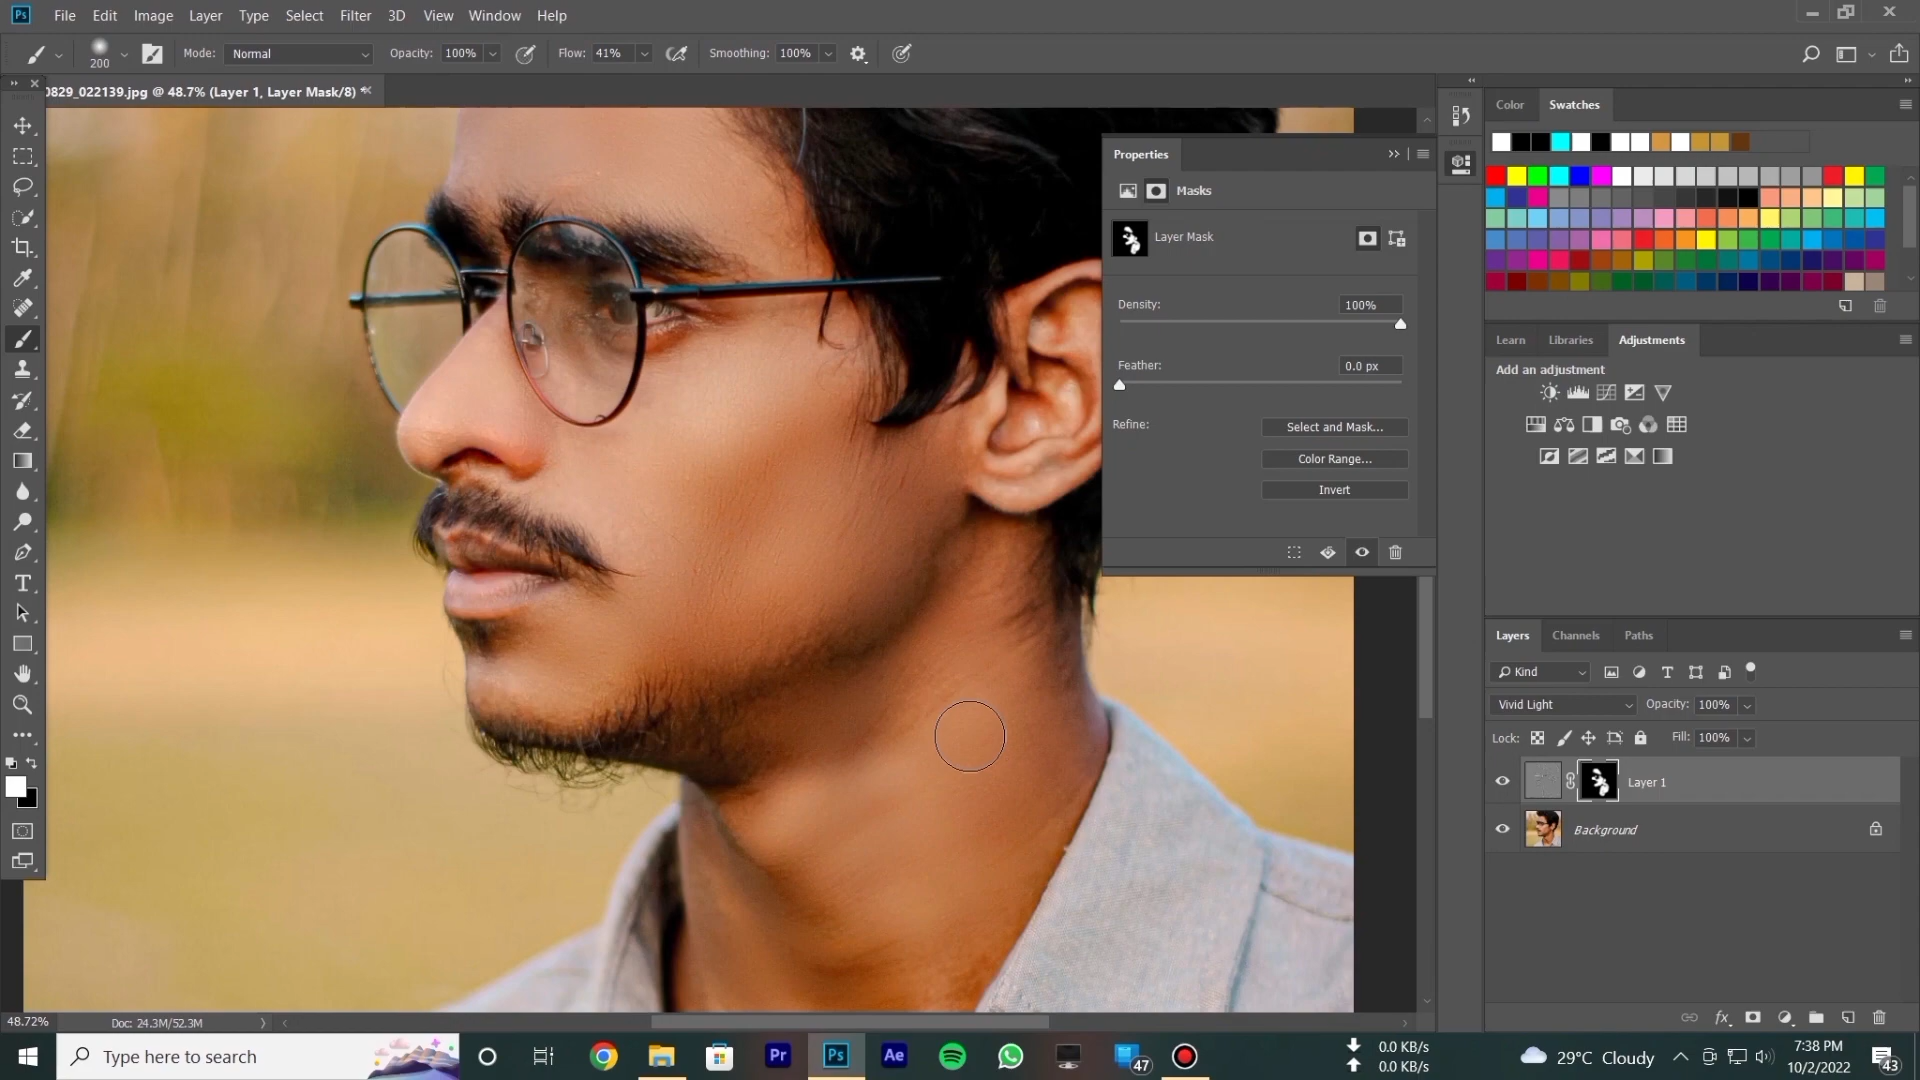 Ps File Edit Image Layer Type Select Filter 3D View Window Help
200 Mode: Normal Opacity: 100% Flow: 41% Smoothing: 100%
0829_022139.jpg @ 48.7% (Layer 1, Layer Mask/8) *
Color Swatches
Properties
Masks
Layer Mask
Density: 100%
Feather: 0.0 px
Refine: Select and Mask...
Color Range...
Invert
Learn Libraries Adjustments
Add an adjustment
Layers Channels Paths
Kind
Vivid Light Opacity: 100%
Lock: Fill: 100%
Layer 1
Background
48.72% Doc: 24.3M/52.3M
Type here to search
Pr Ps Ae 47
0.0 KB/s
0.0 KB/s
29°C Cloudy
7:38 PM
10/2/2022
43